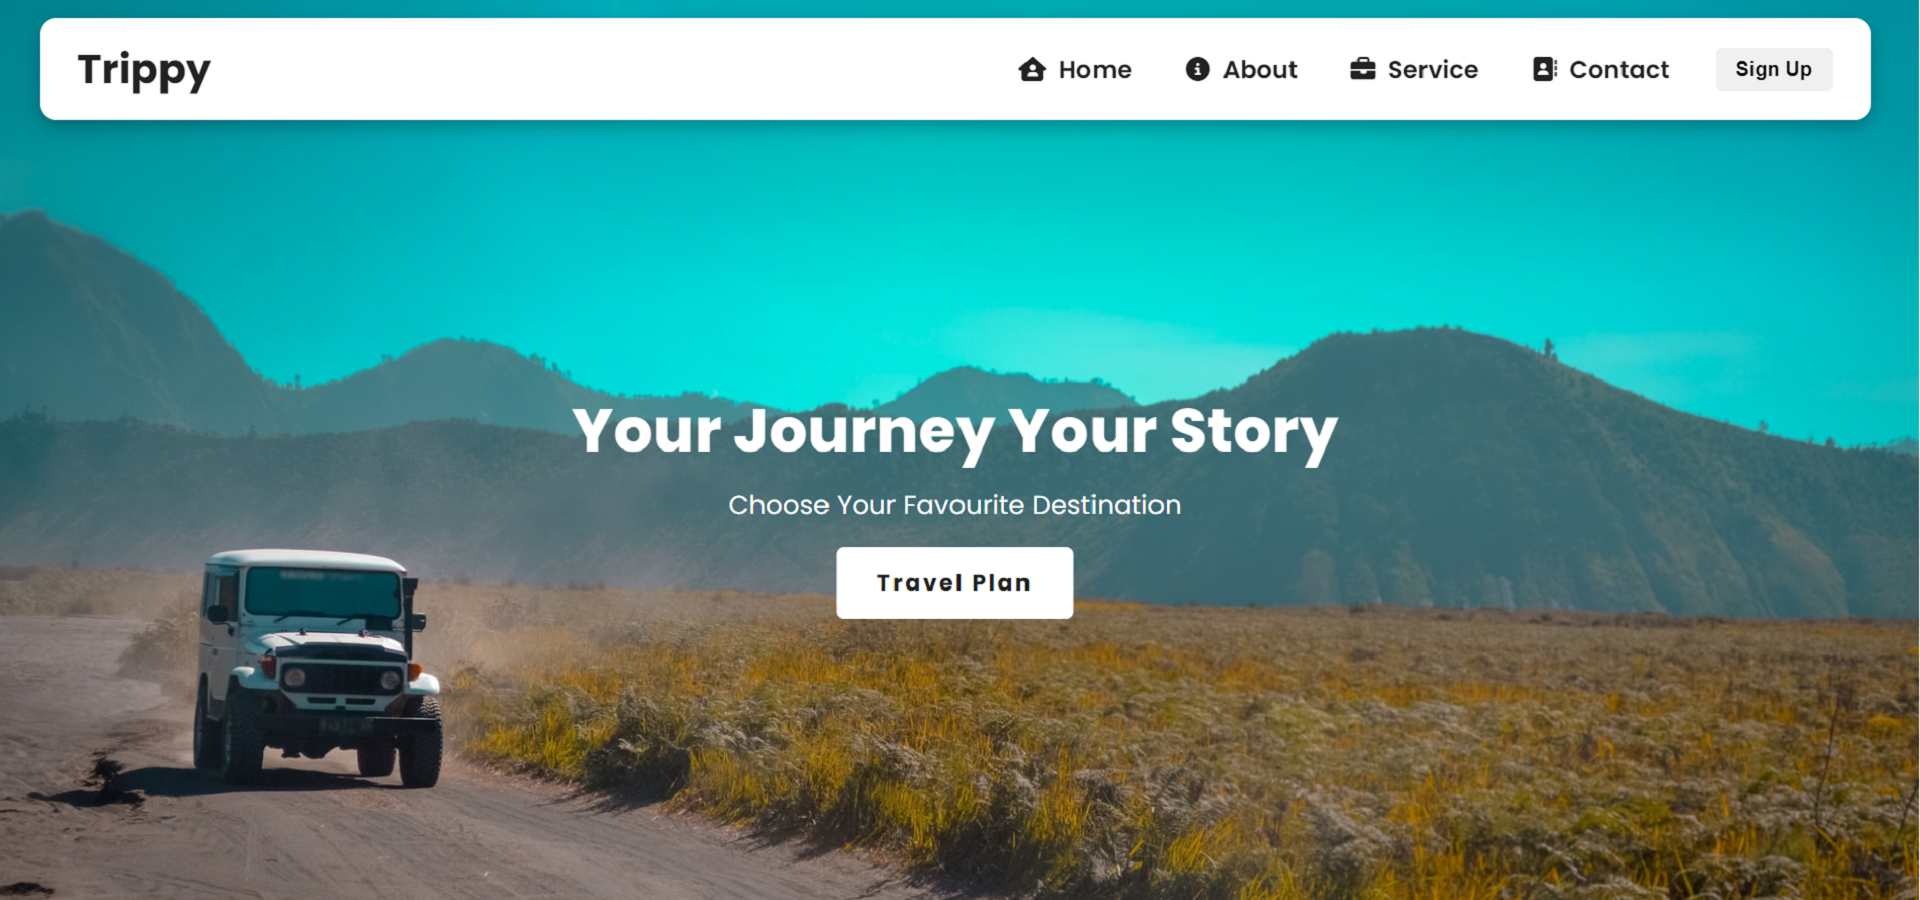 Trippy
Home About Service Contact Sign Up
Your Journey Your Story
Choose Your Favourite Destination
Travel Plan